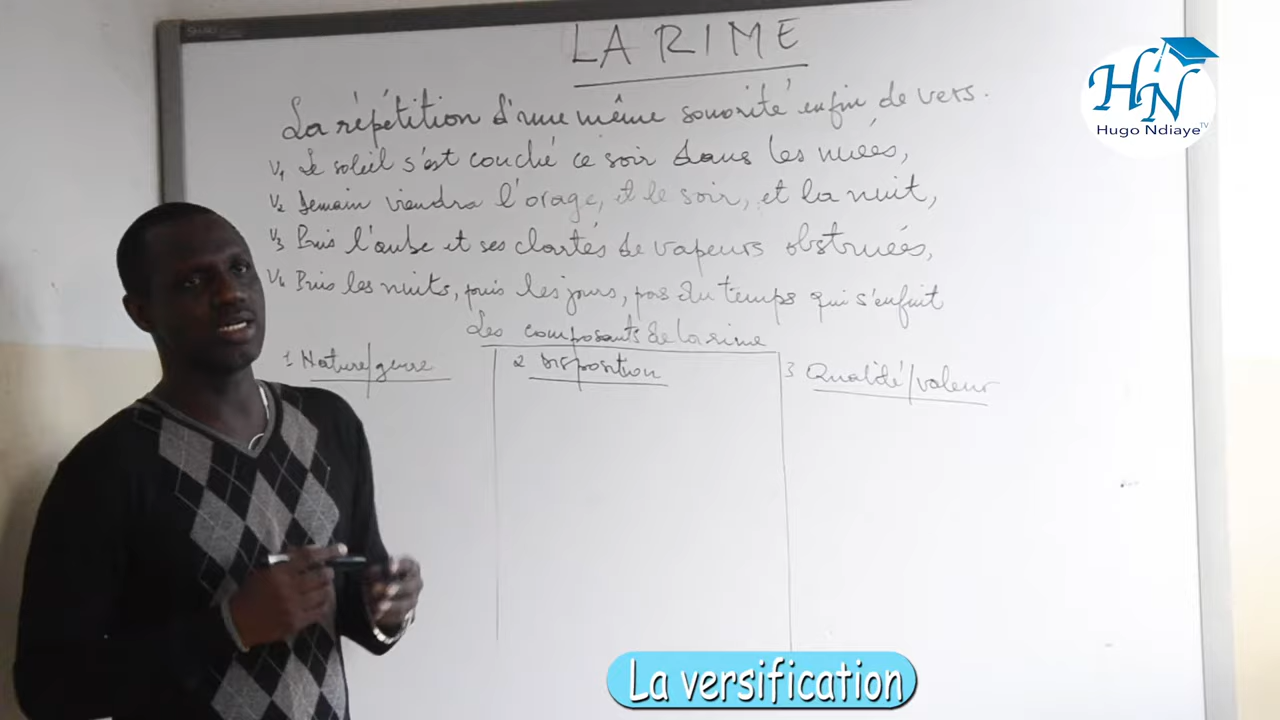 LA RIME
La répétition d'une même sonorité en fin de vers.
V1 Le soleil s'est couché ce soir dans les nuées,
V2 Demain viendra l'orage, et le soir, et la nuit,
V3 Puis l'aube et ses clartés de vapeurs obstruées,
V4 Puis les nuits, puis les jours, pas du temps qui s'enfuit
Les composants de la rime
1 Nature/genre
2 Disposition
3 Qualité/valeur
HN
Hugo Ndiaye TV
La versification